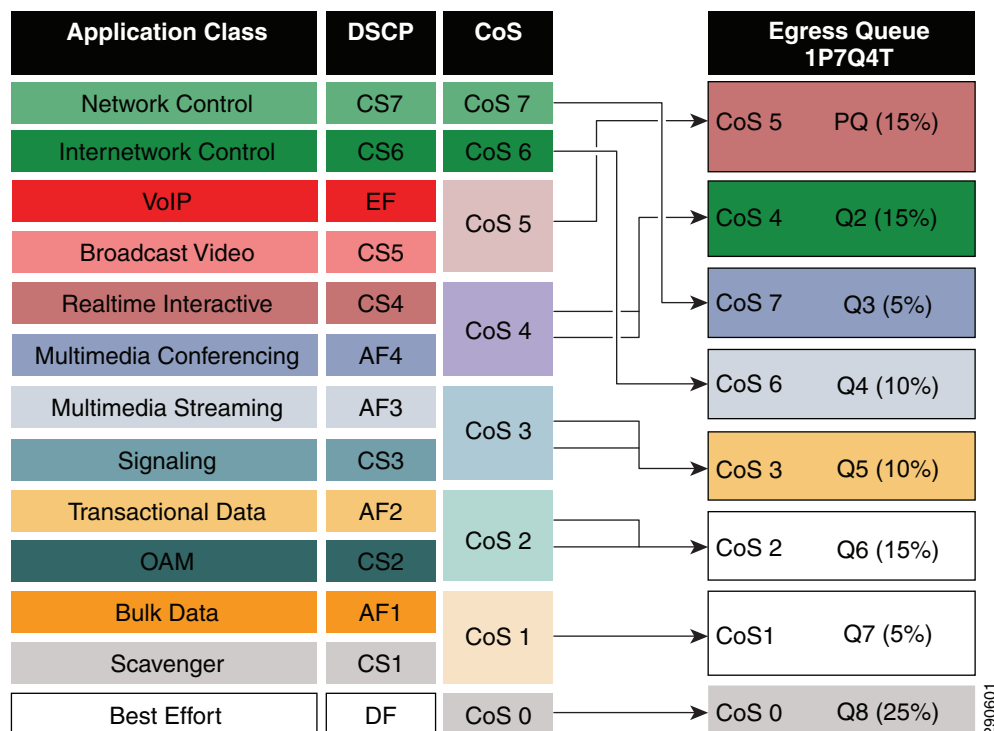 Application Class DSCP CoS
Egress Queue
1P7Q4T
Network Control CS7 CoS 7
Internetwork Control CS6 CoS 6
VoIP EF
CoS 5
Broadcast Video CS5
Realtime Interactive CS4
CoS 4
Multimedia Conferencing AF4
Multimedia Streaming AF3
CoS 3
Signaling CS3
Transactional Data AF2
CoS 2
OAM CS2
Bulk Data AF1
CoS 1
Scavenger CS1
Best Effort DF CoS 0
CoS 5 PQ (15%)
CoS 4 Q2 (15%)
CoS 7 Q3 (5%)
CoS 6 Q4 (10%)
CoS 3 Q5 (10%)
CoS 2 Q6 (15%)
CoS1 Q7 (5%)
CoS 0 Q8 (25%)
290601